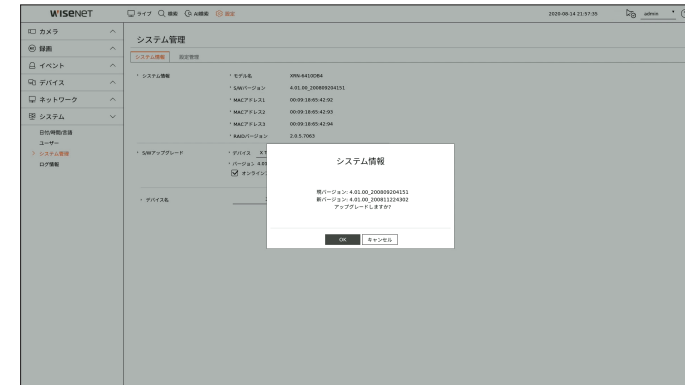 WISENET
ライブ 検索 AI検索 設定
2020-08-14 21:57:35 admin
カメラ
録画
イベント
デバイス
ネットワーク
システム
日付/時間/言語
ユーザー
システム管理
ログ情報
システム管理
システム情報 設定管理
システム情報
モデル名 XRN-6410DB4
S/Wバージョン 4.01.00_200809204151
MACアドレス1 00:09:18:65:42:92
MACアドレス2 00:09:18:65:42:93
MACアドレス3 00:09:18:65:42:94
RAIDバージョン 2.0.5.7063
S/Wアップグレード
デバイス
バージョン 4.01
オンライン
デバイス名
システム情報
現バージョン: 4.01.00_200809204151
新バージョン: 4.01.00_200811224302
アップグレードしますか?
OK キャンセル